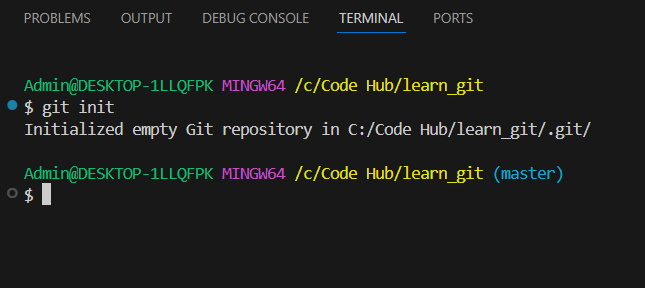 PROBLEMS OUTPUT DEBUG CONSOLE TERMINAL PORTS
Admin@DESKTOP-1LLQFPK MINGW64 /c/Code Hub/learn_git
$ git init
Initialized empty Git repository in C:/Code Hub/learn_git/.git/
Admin@DESKTOP-1LLQFPK MINGW64 /c/Code Hub/learn_git (master)
$